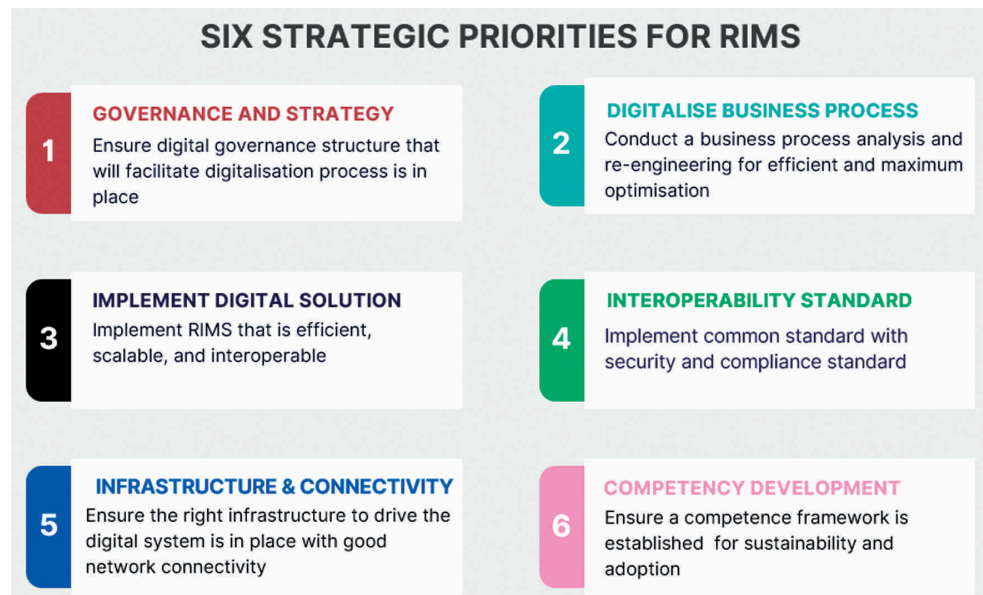 SIX STRATEGIC PRIORITIES FOR RIMS
1
GOVERNANCE AND STRATEGY
Ensure digital governance structure that
will facilitate digitalisation process is in
place
2
DIGITALISE BUSINESS PROCESS
Conduct a business process analysis and
re-engineering for efficient and maximum
optimisation
3
IMPLEMENT DIGITAL SOLUTION
Implement RIMS that is efficient,
scalable, and interoperable
4
INTEROPERABILITY STANDARD
Implement common standard with
security and compliance standard
5
INFRASTRUCTURE & CONNECTIVITY
Ensure the right infrastructure to drive the
digital system is in place with good
network connectivity
6
COMPETENCY DEVELOPMENT
Ensure a competence framework is
established for sustainability and
adoption